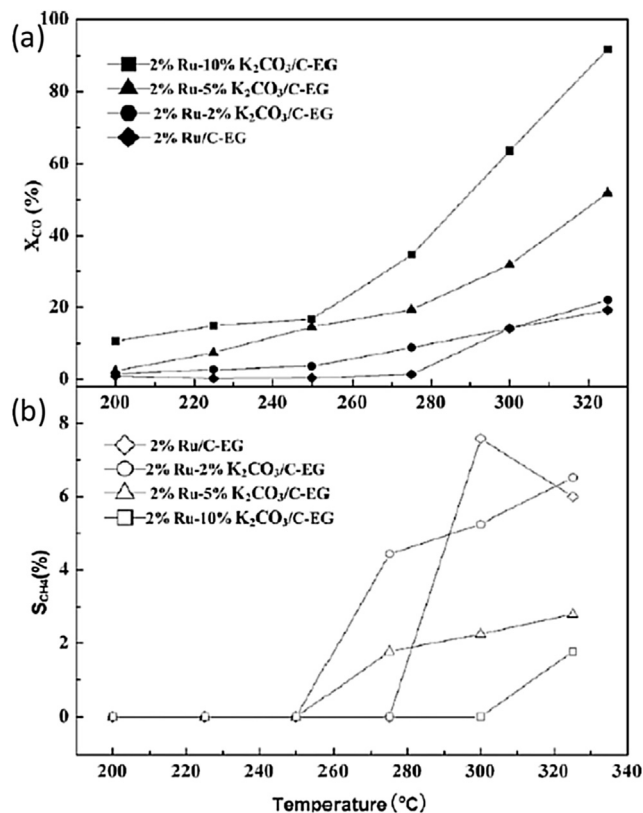 (a)
100
80
60
40
20
0
X_CO (%)
2% Ru-10% K₂CO₃/C-EG
2% Ru-5% K₂CO₃/C-EG
2% Ru-2% K₂CO₃/C-EG
2% Ru/C-EG
200 220 240 260 280 300 320
(b)
8
6
4
2
0
S_CH4(%)
2% Ru/C-EG
2% Ru-2% K₂CO₃/C-EG
2% Ru-5% K₂CO₃/C-EG
2% Ru-10% K₂CO₃/C-EG
200 220 240 260 280 300 320 340
Temperature (°C)